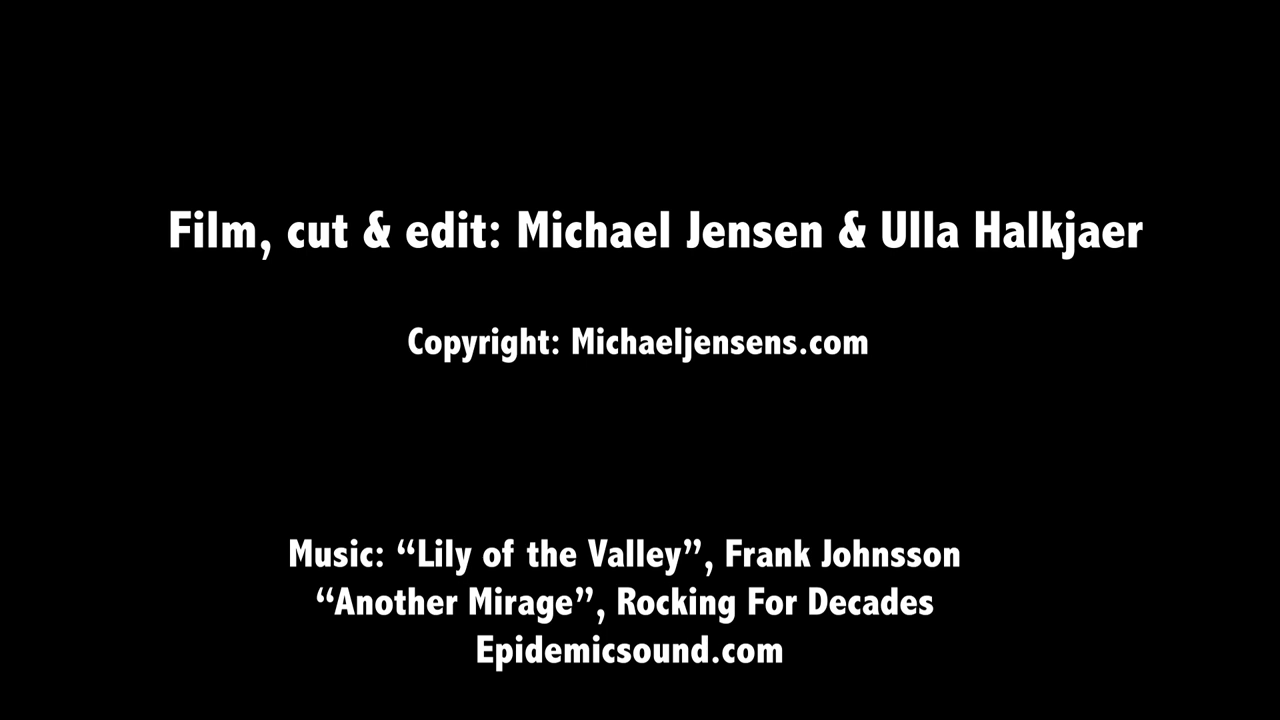 Film, cut & edit: Michael Jensen & Ulla Halkjaer
Copyright: Michaeljensens.com
Music: “Lily of the Valley”, Frank Johnsson
“Another Mirage”, Rocking For Decades
Epidemicsound.com